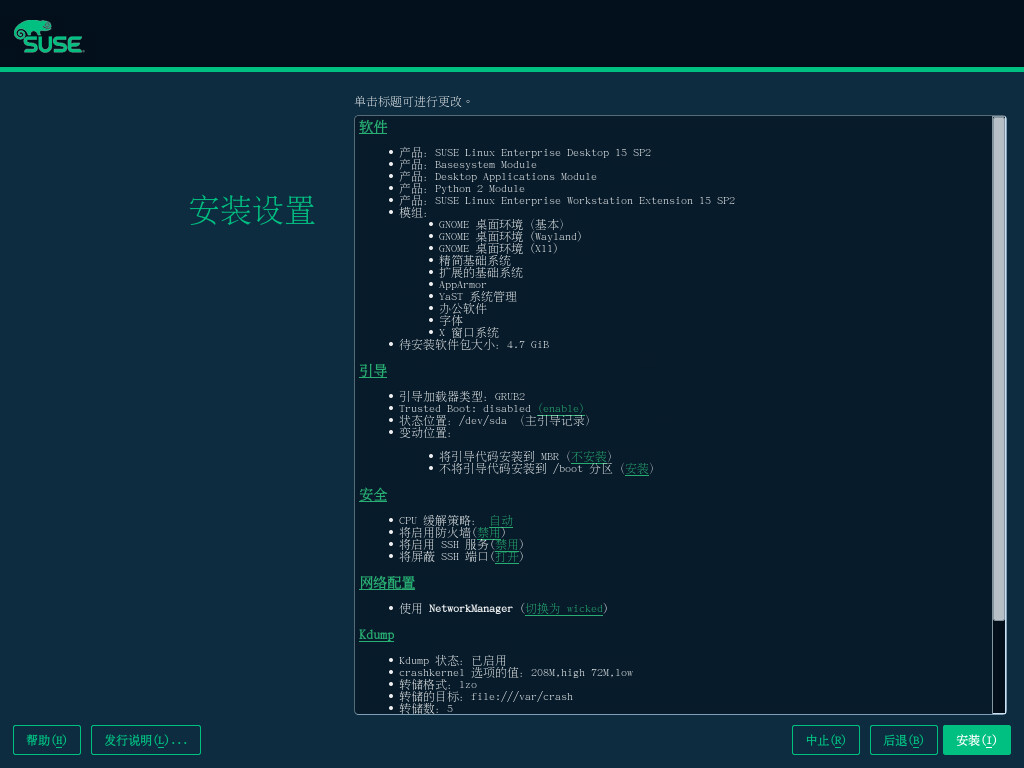 SUSE
单击标题可进行更改。
安装设置
软件
产品: SUSE Linux Enterprise Desktop 15 SP2
产品: Basesystem Module
产品: Desktop Applications Module
产品: Python 2 Module
产品: SUSE Linux Enterprise Workstation Extension 15 SP2
模组:
GNOME 桌面环境（基本）
GNOME 桌面环境 (Wayland)
GNOME 桌面环境 (X11)
精简基础系统
扩展的基础系统
AppArmor
YaST 系统管理
办公软件
字体
X 窗口系统
待安装软件包大小: 4.7 GiB
引导
引导加载器类型: GRUB2
Trusted Boot: disabled (enable)
状态位置: /dev/sda （主引导记录）
变动位置:
将引导代码安装到 MBR (不安装)
不将引导代码安装到 /boot 分区 (安装)
安全
CPU 缓解策略: 自动
将启用防火墙(禁用)
将启用 SSH 服务(禁用)
将屏蔽 SSH 端口(打开)
网络配置
使用 NetworkManager (切换为 wicked)
Kdump
Kdump 状态: 已启用
crashkernel 选项的值: 208M,high 72M,low
转储格式: lzo
转储的目标: file:///var/crash
转储数: 5
帮助(H) 发行说明(L)... 中止(R) 后退(B) 安装(I)